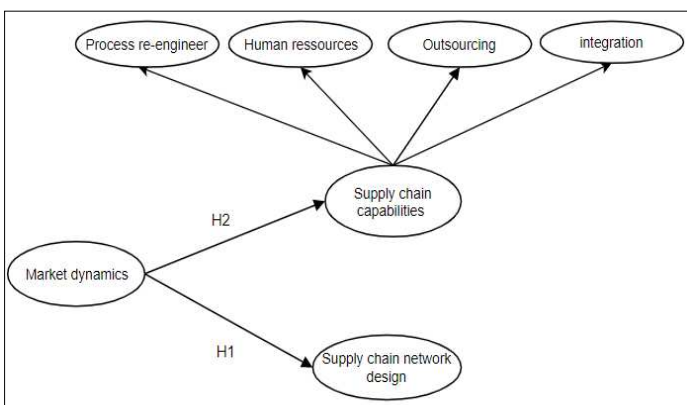 Process re-engineer
Human ressources
Outsourcing
integration
Supply chain
capabilities
H2
Market dynamics
H1
Supply chain network
design